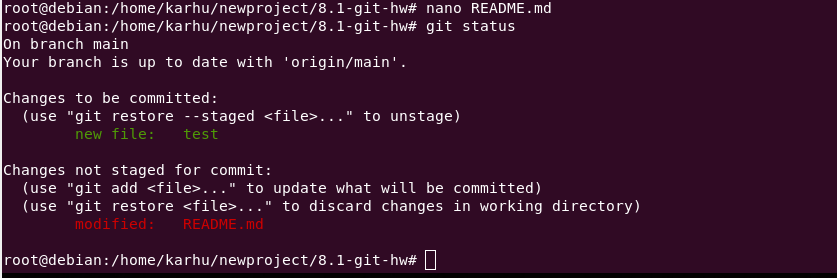 root@debian:/home/karhu/newproject/8.1-git-hw# nano README.md
root@debian:/home/karhu/newproject/8.1-git-hw# git status
On branch main
Your branch is up to date with 'origin/main'.
Changes to be committed:
  (use "git restore --staged <file>..." to unstage)
        new file:   test
Changes not staged for commit:
  (use "git add <file>..." to update what will be committed)
  (use "git restore <file>..." to discard changes in working directory)
        modified:   README.md
root@debian:/home/karhu/newproject/8.1-git-hw#